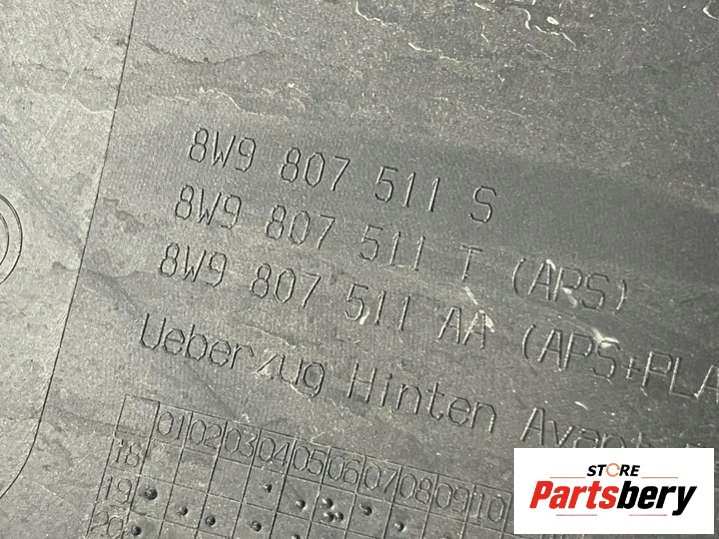 8W9 807 511 S
8W9 807 511 T (APS)
8W9 807 511 AA (APS+PLA
Ueberzug Hinten Avant
01 02 03 04 05 06 07 08 09 10
18
19
20
STORE
Partsbery